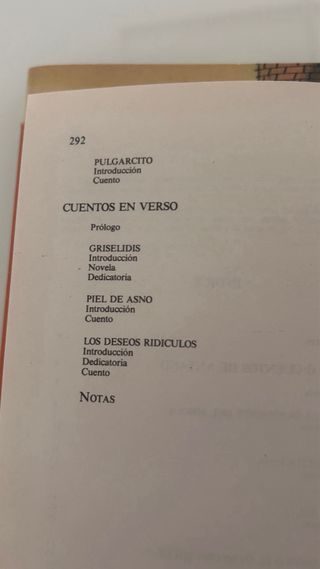 292
PULGARCITO
Introducción
Cuento
CUENTOS EN VERSO
Prólogo
GRISELIDIS
Introducción
Novela
Dedicatoria
PIEL DE ASNO
Introducción
Cuento
LOS DESEOS RIDICULOS
Introducción
Dedicatoria
Cuento
NOTAS